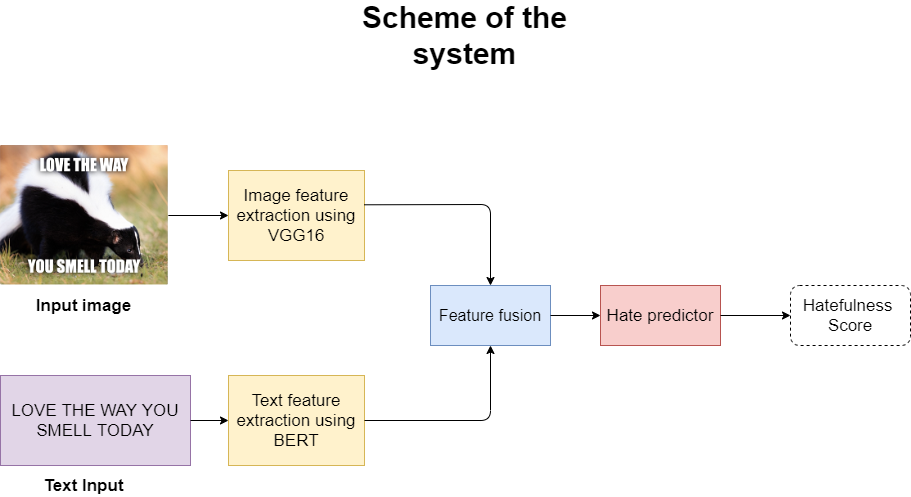 Scheme of the
system
LOVE THE WAY
YOU SMELL TODAY
Input image
Image feature
extraction using
VGG16
Feature fusion
Hate predictor
Hatefulness
Score
LOVE THE WAY YOU
SMELL TODAY
Text Input
Text feature
extraction using
BERT